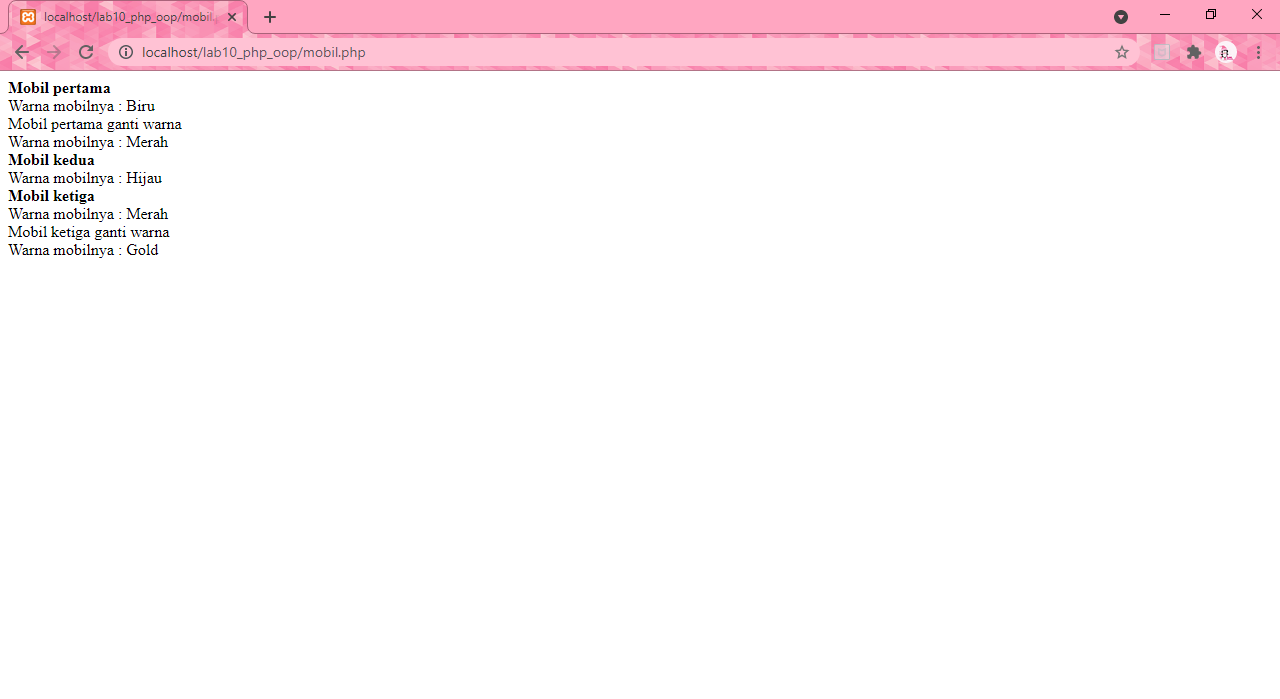 localhost/lab10_php_oop/mobil.
localhost/lab10_php_oop/mobil.php
Mobil pertama
Warna mobilnya : Biru
Mobil pertama ganti warna
Warna mobilnya : Merah
Mobil kedua
Warna mobilnya : Hijau
Mobil ketiga
Warna mobilnya : Merah
Mobil ketiga ganti warna
Warna mobilnya : Gold